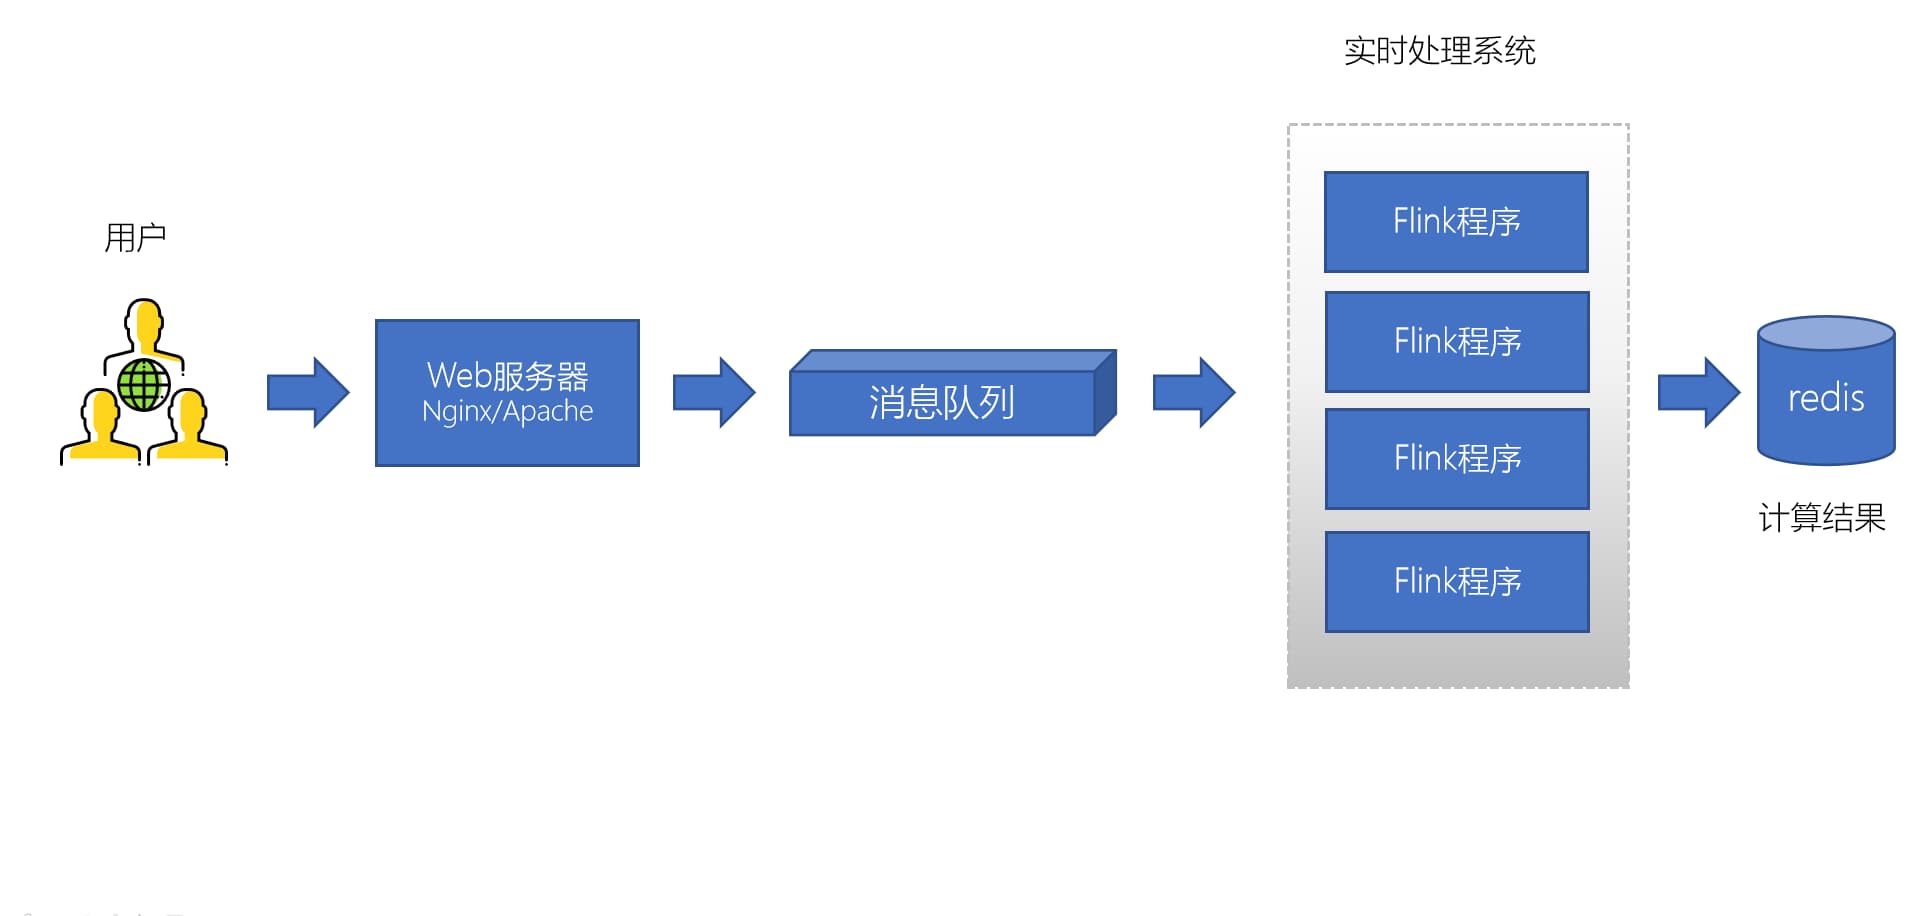 实时处理系统
用户
Web服务器
Nginx/Apache
消息队列
Flink程序
Flink程序
Flink程序
Flink程序
redis
计算结果